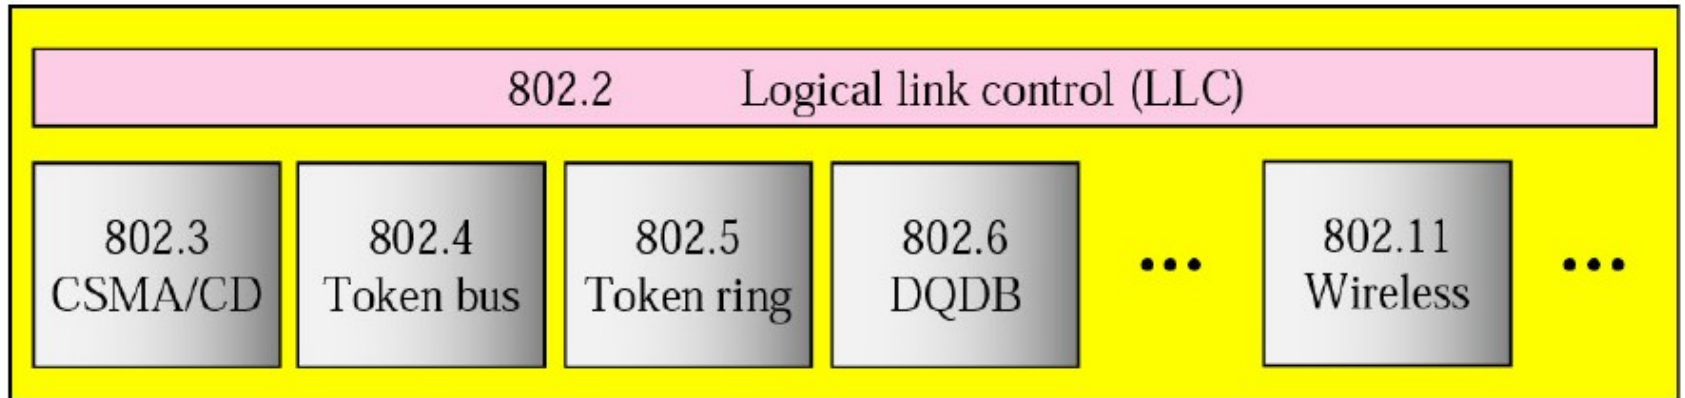 802.2 Logical link control (LLC)
802.3
CSMA/CD
802.4
Token bus
802.5
Token ring
802.6
DQDB
•••
802.11
Wireless
•••